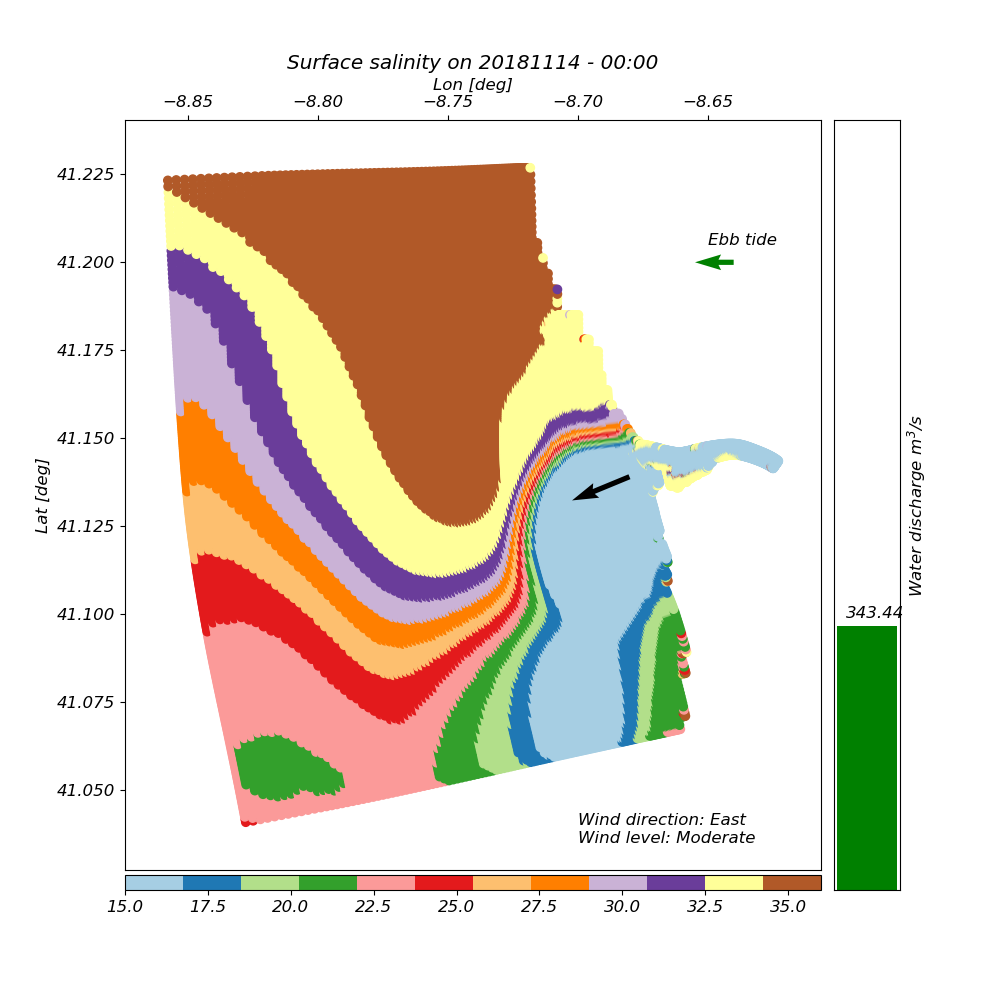 Surface salinity on 20181114 - 00:00
Lon [deg]
−8.85 −8.80 −8.75 −8.70 −8.65
41.225
41.200
41.175
41.150
41.125
41.100
41.075
41.050
Lat [deg]
Ebb tide
Wind direction: East
Wind level: Moderate
343.44
Water discharge m³/s
15.0 17.5 20.0 22.5 25.0 27.5 30.0 32.5 35.0